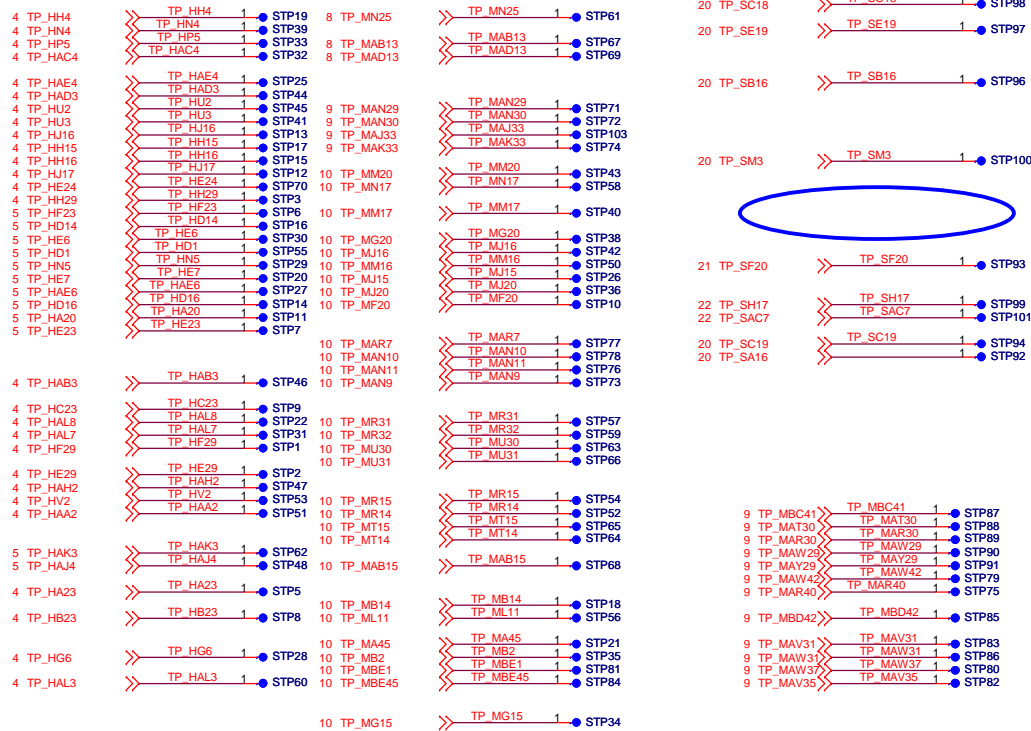 4 TP_HH4 TP_HH4 1 STP19
4 TP_HN4 TP_HN4 1 STP39
4 TP_HP5 TP_HP5 1 STP33
4 TP_HAC4 TP_HAC4 1 STP32
4 TP_HAE4 TP_HAE4 1 STP25
4 TP_HAD3 TP_HAD3 1 STP44
4 TP_HU2 TP_HU2 1 STP45
4 TP_HU3 TP_HU3 1 STP41
4 TP_HJ16 TP_HJ16 1 STP13
4 TP_HH15 TP_HH15 1 STP17
4 TP_HH16 TP_HH16 1 STP15
4 TP_HJ17 TP_HJ17 1 STP12
4 TP_HE24 TP_HE24 1 STP70
4 TP_HH29 TP_HH29 1 STP3
5 TP_HF23 TP_HF23 1 STP6
5 TP_HD14 TP_HD14 1 STP16
5 TP_HE6 TP_HE6 1 STP30
5 TP_HD1 TP_HD1 1 STP55
5 TP_HN5 TP_HN5 1 STP29
5 TP_HE7 TP_HE7 1 STP20
5 TP_HAE6 TP_HAE6 1 STP27
5 TP_HD16 TP_HD16 1 STP14
5 TP_HA20 TP_HA20 1 STP11
5 TP_HE23 TP_HE23 1 STP7
4 TP_HAB3 TP_HAB3 1 STP46
4 TP_HC23 TP_HC23 1 STP9
4 TP_HAL8 TP_HAL8 1 STP22
4 TP_HAL7 TP_HAL7 1 STP31
4 TP_HF29 TP_HF29 1 STP1
4 TP_HE29 TP_HE29 1 STP2
4 TP_HAH2 TP_HAH2 1 STP47
4 TP_HV2 TP_HV2 1 STP53
4 TP_HAA2 TP_HAA2 1 STP51
5 TP_HAK3 TP_HAK3 1 STP62
5 TP_HAJ4 TP_HAJ4 1 STP48
4 TP_HA23 TP_HA23 1 STP5
4 TP_HB23 TP_HB23 1 STP8
4 TP_HG6 TP_HG6 1 STP28
4 TP_HAL3 TP_HAL3 1 STP60
8 TP_MN25 TP_MN25 1 STP61
8 TP_MAB13 TP_MAB13 1 STP67
8 TP_MAD13 TP_MAD13 1 STP69
9 TP_MAN29 TP_MAN29 1 STP71
9 TP_MAN30 TP_MAN30 1 STP72
9 TP_MAJ33 TP_MAJ33 1 STP103
9 TP_MAK33 TP_MAK33 1 STP74
10 TP_MM20 TP_MM20 1 STP43
10 TP_MN17 TP_MN17 1 STP58
10 TP_MM17 TP_MM17 1 STP40
10 TP_MG20 TP_MG20 1 STP38
10 TP_MJ16 TP_MJ16 1 STP42
10 TP_MM16 TP_MM16 1 STP50
10 TP_MJ15 TP_MJ15 1 STP26
10 TP_MJ20 TP_MJ20 1 STP36
10 TP_MF20 TP_MF20 1 STP10
10 TP_MAR7 TP_MAR7 1 STP77
10 TP_MAN10 TP_MAN10 1 STP78
10 TP_MAN11 TP_MAN11 1 STP76
10 TP_MAN9 TP_MAN9 1 STP73
10 TP_MR31 TP_MR31 1 STP57
10 TP_MR32 TP_MR32 1 STP59
10 TP_MU30 TP_MU30 1 STP63
10 TP_MU31 TP_MU31 1 STP66
10 TP_MR15 TP_MR15 1 STP54
10 TP_MR14 TP_MR14 1 STP52
10 TP_MT15 TP_MT15 1 STP65
10 TP_MT14 TP_MT14 1 STP64
10 TP_MAB15 TP_MAB15 1 STP68
10 TP_MB14 TP_MB14 1 STP18
10 TP_ML11 TP_ML11 1 STP56
10 TP_MA45 TP_MA45 1 STP21
10 TP_MB2 TP_MB2 1 STP35
10 TP_MBE1 TP_MBE1 1 STP81
10 TP_MBE45 TP_MBE45 1 STP84
10 TP_MG15 TP_MG15 1 STP34
20 TP_SC18 STP98
20 TP_SE19 TP_SE19 1 STP97
20 TP_SB16 TP_SB16 1 STP96
20 TP_SM3 TP_SM3 1 STP100
21 TP_SF20 TP_SF20 1 STP93
22 TP_SH17 TP_SH17 1 STP99
22 TP_SAC7 TP_SAC7 1 STP101
20 TP_SC19 TP_SC19 1 STP94
20 TP_SA16 1 STP92
9 TP_MBC41 TP_MBC41 1 STP87
9 TP_MAT30 TP_MAT30 1 STP88
9 TP_MAR30 TP_MAR30 1 STP89
9 TP_MAW29 TP_MAW29 1 STP90
9 TP_MAY29 TP_MAY29 1 STP91
9 TP_MAW42 TP_MAW42 1 STP79
9 TP_MAR40 TP_MAR40 1 STP75
9 TP_MBD42 TP_MBD42 1 STP85
9 TP_MAV31 TP_MAV31 1 STP83
9 TP_MAW31 TP_MAW31 1 STP86
9 TP_MAW37 TP_MAW37 1 STP80
9 TP_MAV35 TP_MAV35 1 STP82